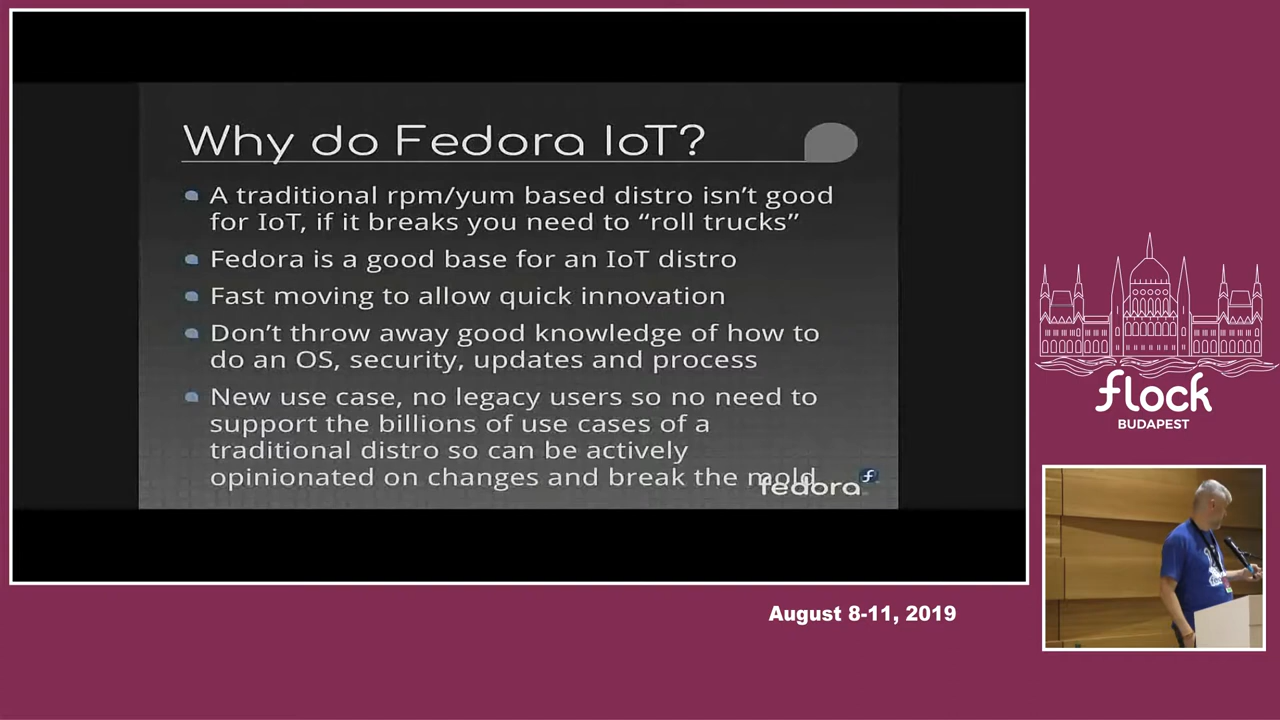 Why do Fedora IoT?
A traditional rpm/yum based distro isn't good
for IoT, if it breaks you need to “roll trucks”
Fedora is a good base for an IoT distro
Fast moving to allow quick innovation
Don't throw away good knowledge of how to
do an OS, security, updates and process
New use case, no legacy users so no need to
support the billions of use cases of a
traditional distro so can be actively
opinionated on changes and break the mold
fedora
flock
BUDAPEST
August 8-11, 2019